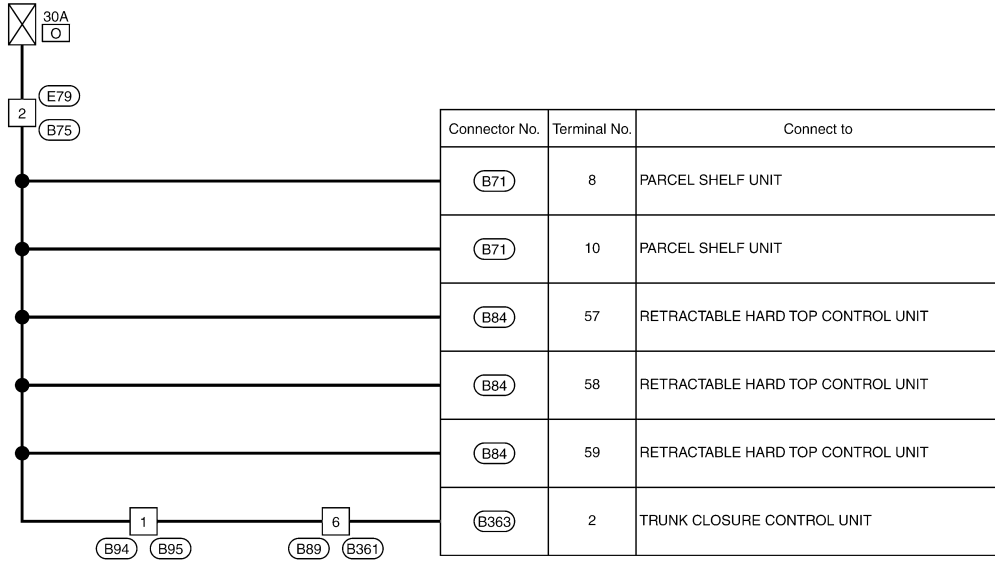 30A
O
2
E79
B75
Connector No. Terminal No. Connect to
B71 8 PARCEL SHELF UNIT
B71 10 PARCEL SHELF UNIT
B84 57 RETRACTABLE HARD TOP CONTROL UNIT
B84 58 RETRACTABLE HARD TOP CONTROL UNIT
B84 59 RETRACTABLE HARD TOP CONTROL UNIT
1 6 B363 2 TRUNK CLOSURE CONTROL UNIT
B94 B95 B89 B361